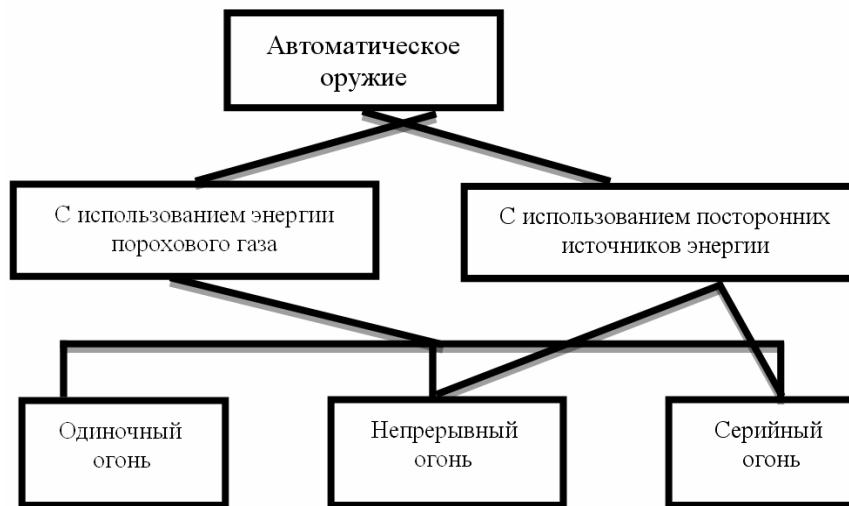 Автоматическое
оружие
С использованием энергии
порохового газа
С использованием посторонних
источников энергии
Одиночный
огонь
Непрерывный
огонь
Серийный
огонь